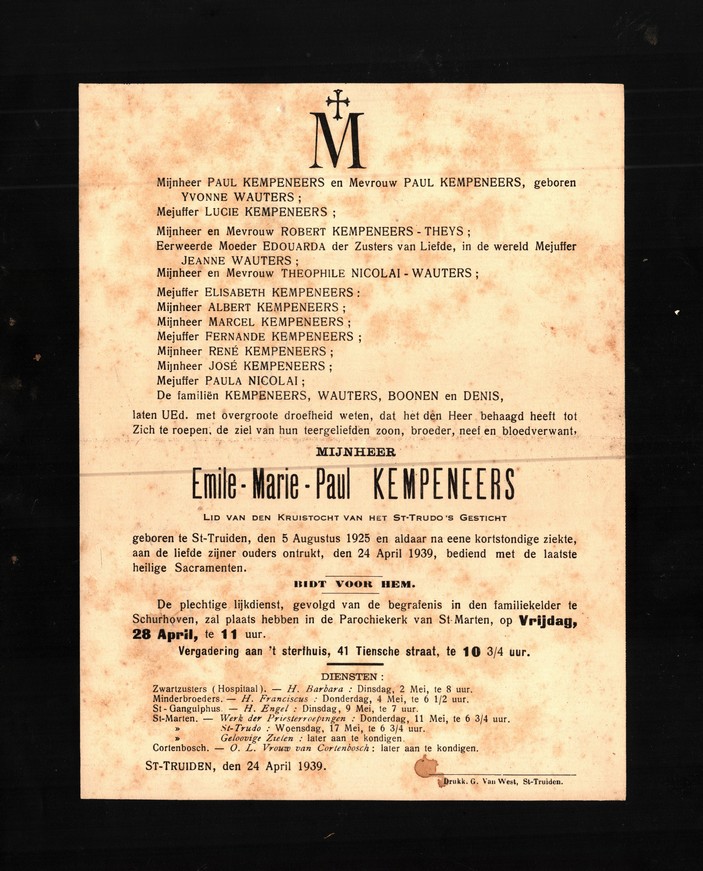 M
Mijnheer PAUL KEMPENEERS en Mevrouw PAUL KEMPENEERS, geboren
YVONNE WAUTERS ;
Mejuffer LUCIE KEMPENEERS ;
Mijnheer en Mevrouw ROBERT KEMPENEERS - THEYS ;
Eerweerde Moeder EDOUARDA der Zusters van Liefde, in de wereld Mejuffer
JEANNE WAUTERS ;
Mijnheer en Mevrouw THEOPHILE NICOLAI - WAUTERS ;
Mejuffer ELISABETH KEMPENEERS :
Mijnheer ALBERT KEMPENEERS ;
Mijnheer MARCEL KEMPENEERS ;
Mejuffer FERNANDE KEMPENEERS ;
Mijnheer RENÉ KEMPENEERS ;
Mijnheer JOSÉ KEMPENEERS ;
Mejuffer PAULA NICOLAI ;
De familiën KEMPENEERS, WAUTERS, BOONEN en DENIS,
laten UEd. met overgroote droefheid weten, dat het den Heer behaagd heeft tot
Zich te roepen, de ziel van hun teergeliefden zoon, broeder, neef en bloedverwant,
MIJNHEER
Emile - Marie - Paul KEMPENEERS
LID VAN DEN KRUISTOCHT VAN HET ST-TRUDO'S GESTICHT
geboren te St-Truiden, den 5 Augustus 1925 en aldaar na eene kortstondige ziekte,
aan de liefde zijner ouders ontrukt, den 24 April 1939, bediend met de laatste
heilige Sacramenten.
BIDT VOOR HEM.
De plechtige lijkdienst, gevolgd van de begrafenis in den familiekelder te
Schurhoven, zal plaats hebben in de Parochiekerk van St-Marten, op Vrijdag,
28 April, te 11 uur.
Vergadering aan 't sterfhuis, 41 Tiensche straat, te 10 3/4 uur.
DIENSTEN :
Zwartzusters (Hospitaal). — H. Barbara : Dinsdag, 2 Mei, te 8 uur.
Minderbroeders. — H. Franciscus : Donderdag, 4 Mei, te 6 1/2 uur.
St-Gangulphus. — H. Engel : Dinsdag, 9 Mei, te 7 uur.
St-Marten. — Werk der Priesterroepingen : Donderdag, 11 Mei, te 6 3/4 uur.
» St-Trudo : Woensdag, 17 Mei, te 6 3/4 uur.
» Geloovige Zielen : later aan te kondigen.
Cortenbosch. — O. L. Vrouw van Cortenbosch : later aan te kondigen.
ST-TRUIDEN, den 24 April 1939.
Drukk. G. Van West, St-Truiden.